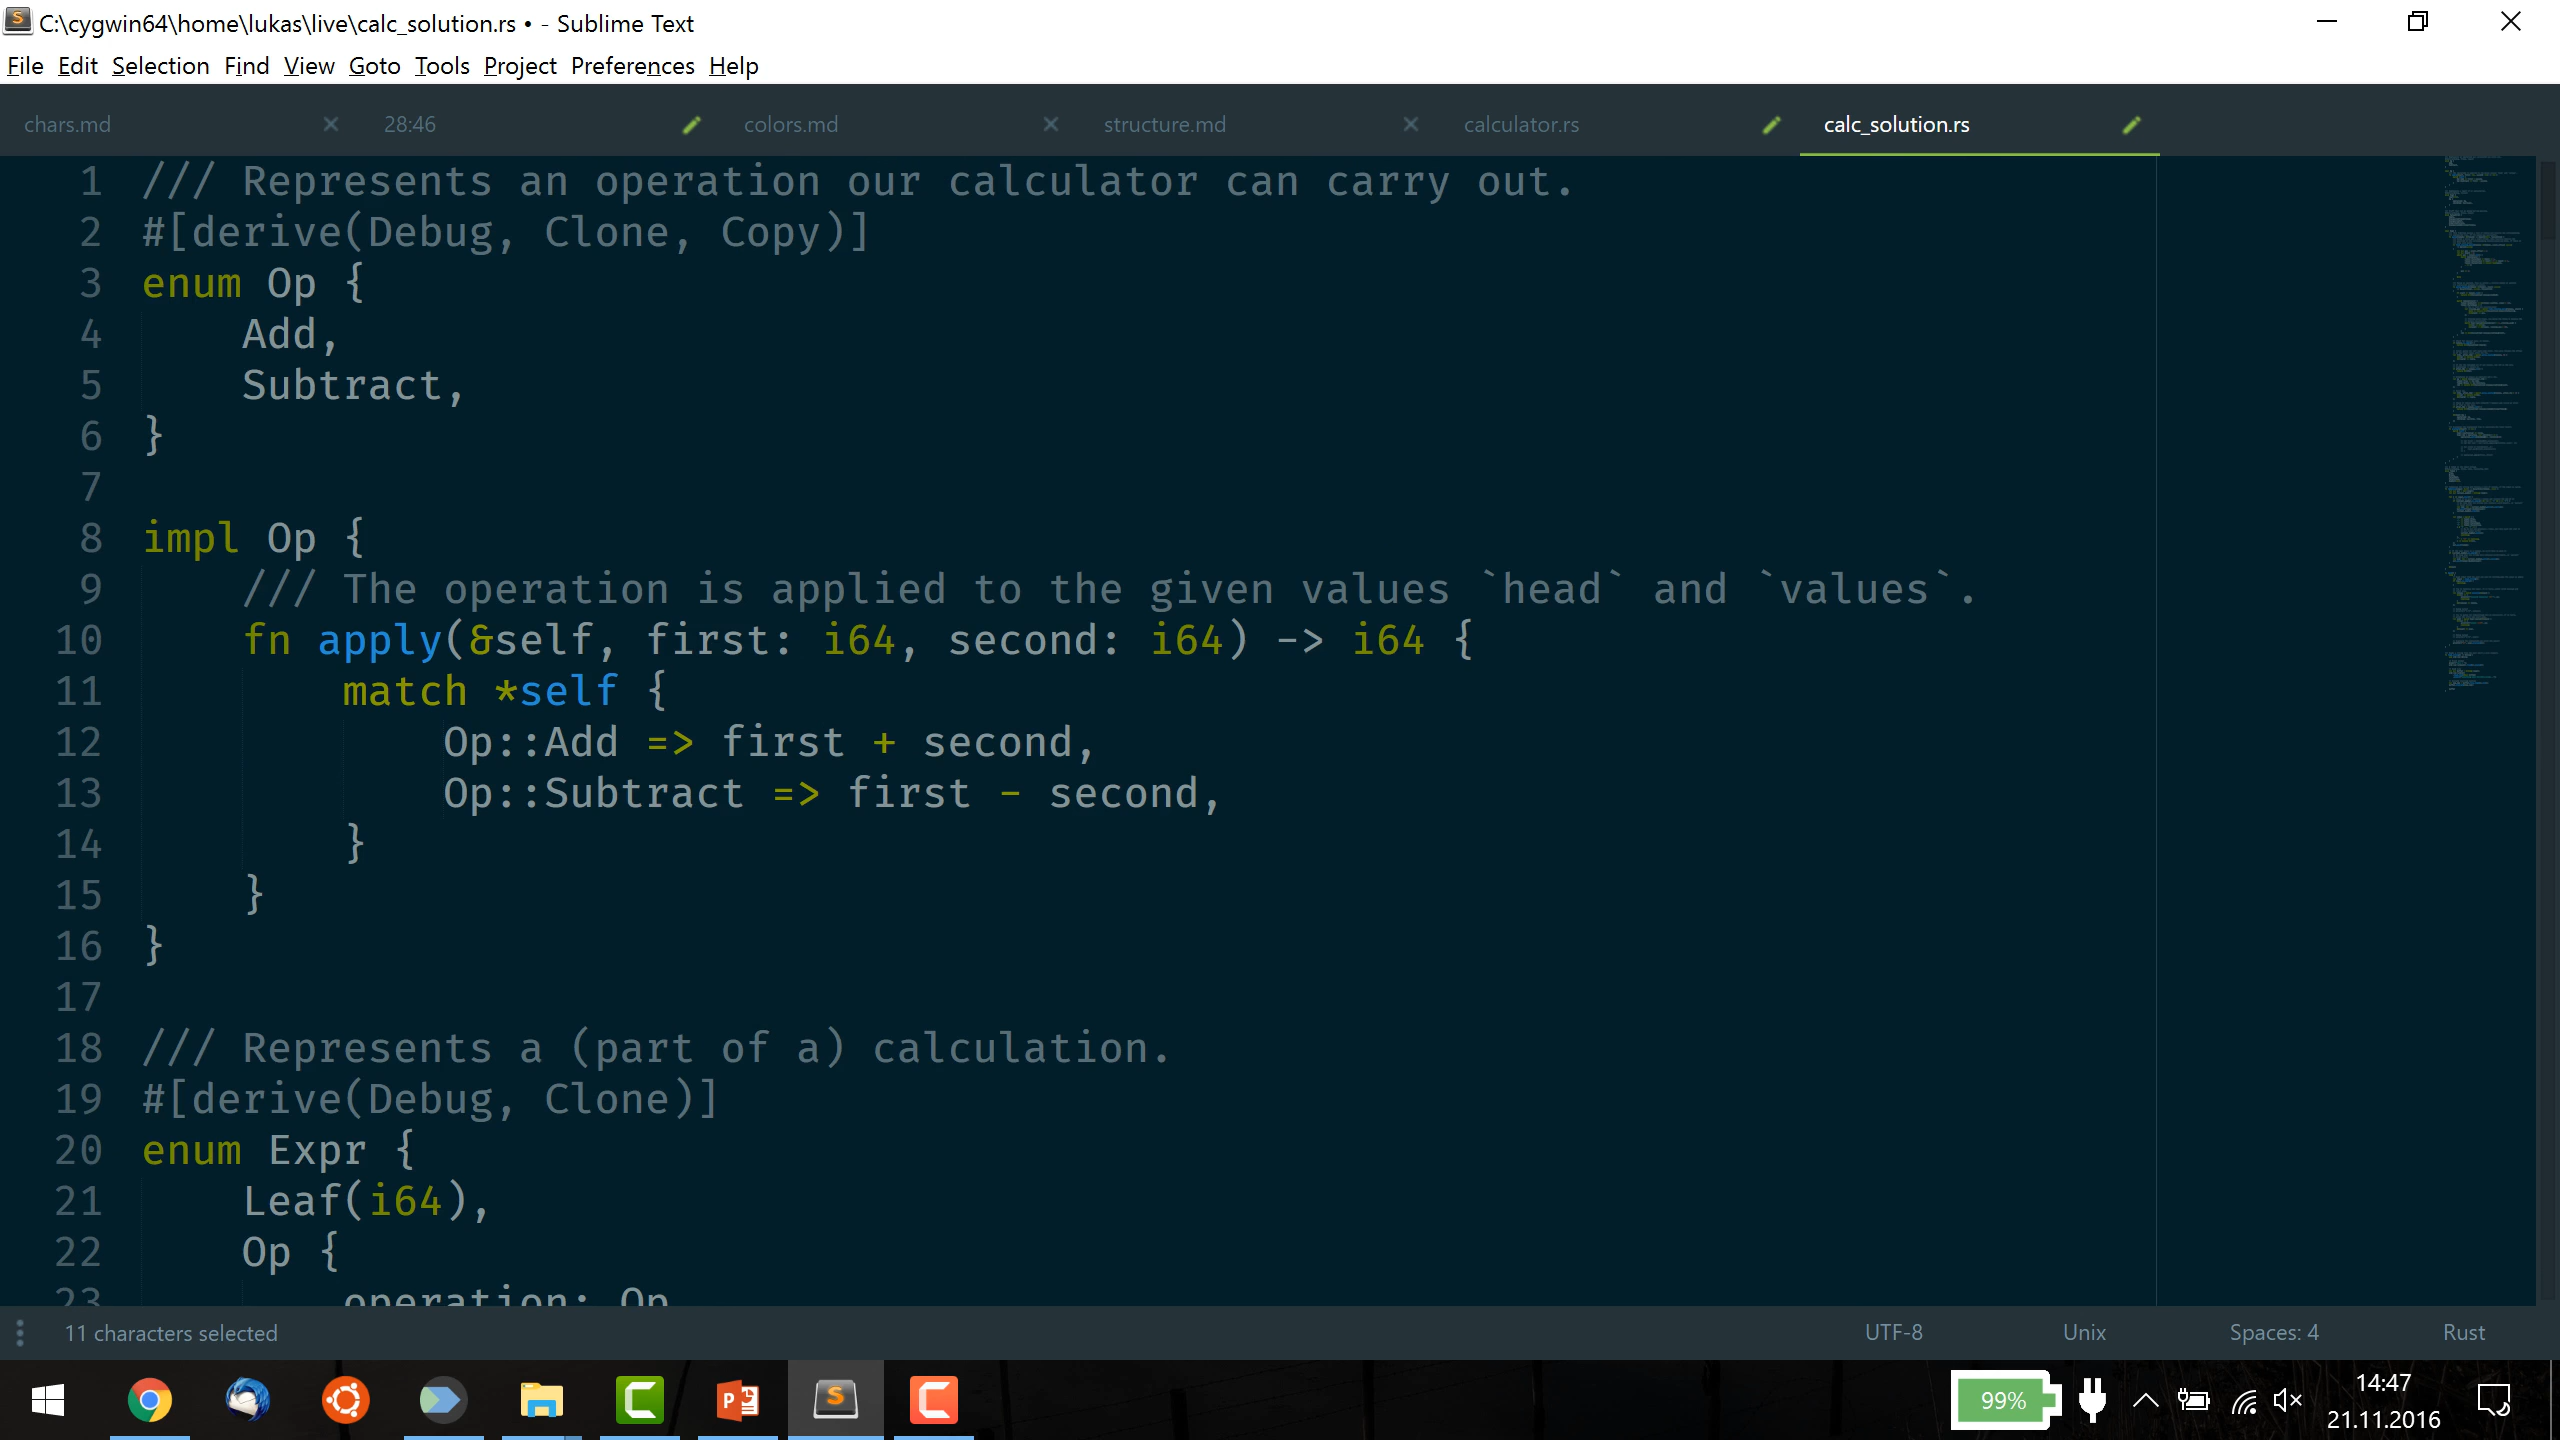 C:\cygwin64\home\lukas\live\calc_solution.rs • - Sublime Text
File Edit Selection Find View Goto Tools Project Preferences Help
chars.md 28:46 colors.md structure.md calculator.rs calc_solution.rs
1 /// Represents an operation our calculator can carry out.
2 #[derive(Debug, Clone, Copy)]
3 enum Op {
4     Add,
5     Subtract,
6 }
7
8 impl Op {
9     /// The operation is applied to the given values `head` and `values`.
10     fn apply(&self, first: i64, second: i64) -> i64 {
11         match *self {
12             Op::Add => first + second,
13             Op::Subtract => first - second,
14         }
15     }
16 }
17
18 /// Represents a (part of a) calculation.
19 #[derive(Debug, Clone)]
20 enum Expr {
21     Leaf(i64),
22     Op {
23         operation: Op
11 characters selected UTF-8 Unix Spaces: 4 Rust
99% 14:47
21.11.2016